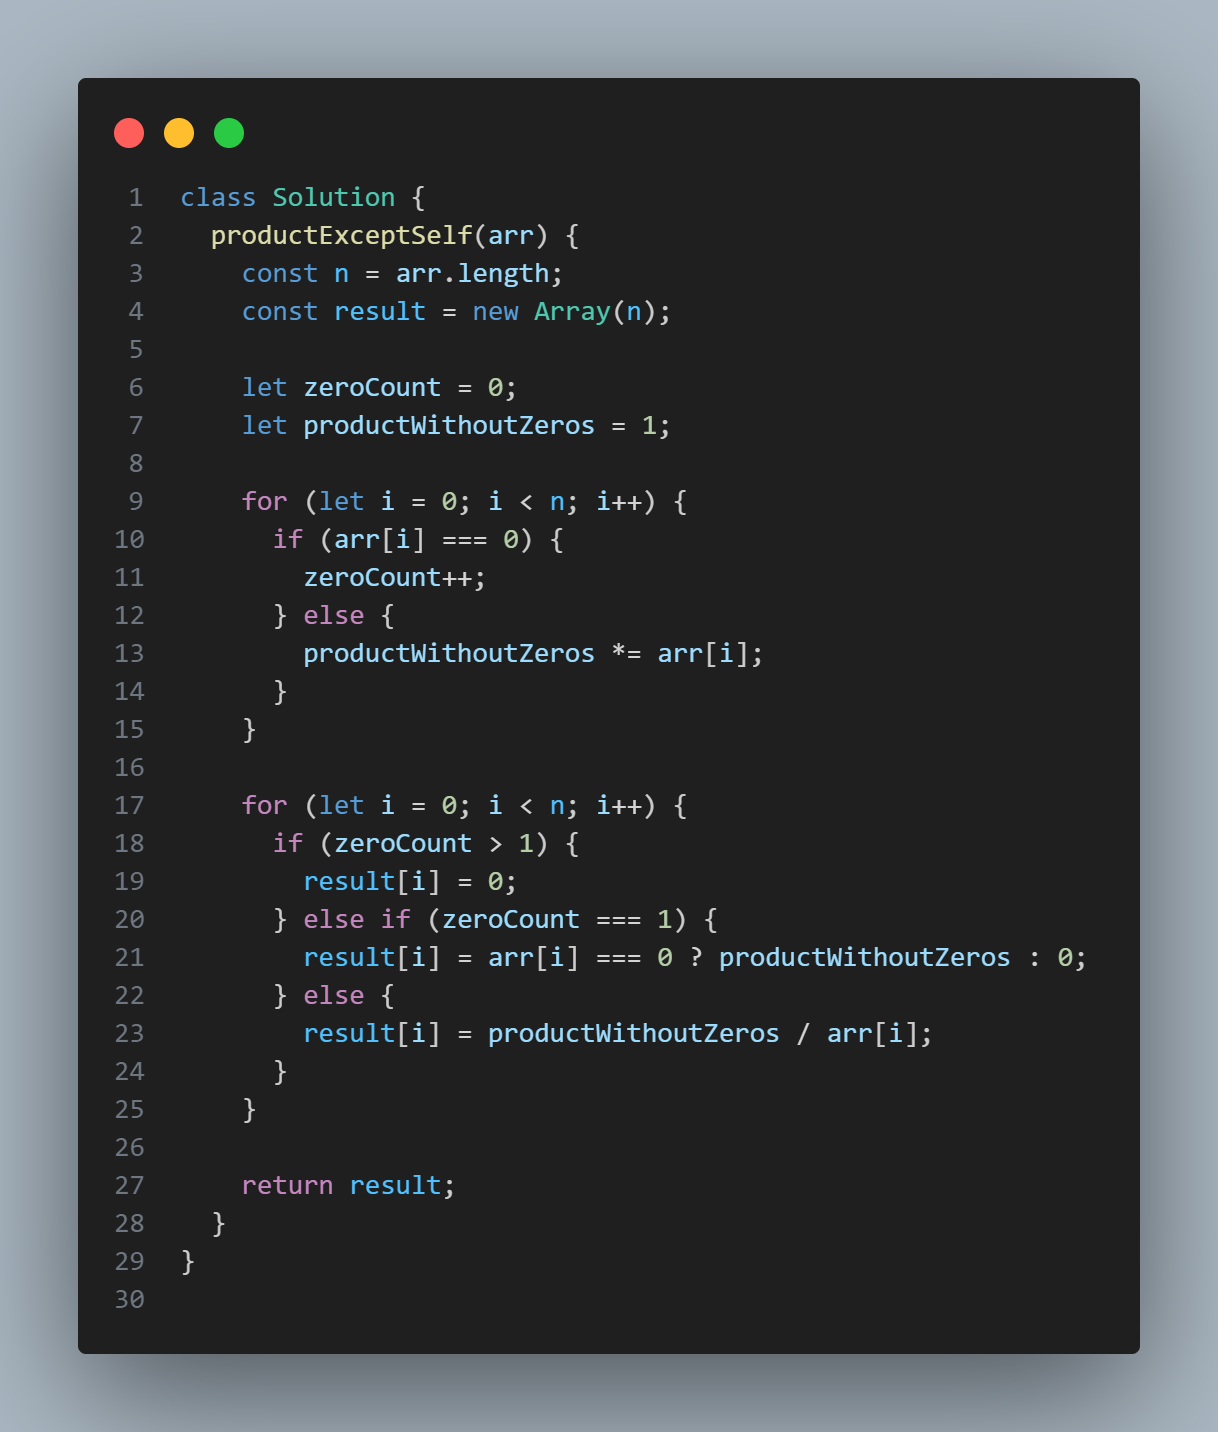 1 class Solution {
2   productExceptSelf(arr) {
3     const n = arr.length;
4     const result = new Array(n);
5
6     let zeroCount = 0;
7     let productWithoutZeros = 1;
8
9     for (let i = 0; i < n; i++) {
10       if (arr[i] === 0) {
11         zeroCount++;
12       } else {
13         productWithoutZeros *= arr[i];
14       }
15     }
16
17     for (let i = 0; i < n; i++) {
18       if (zeroCount > 1) {
19         result[i] = 0;
20       } else if (zeroCount === 1) {
21         result[i] = arr[i] === 0 ? productWithoutZeros : 0;
22       } else {
23         result[i] = productWithoutZeros / arr[i];
24       }
25     }
26
27     return result;
28   }
29 }
30